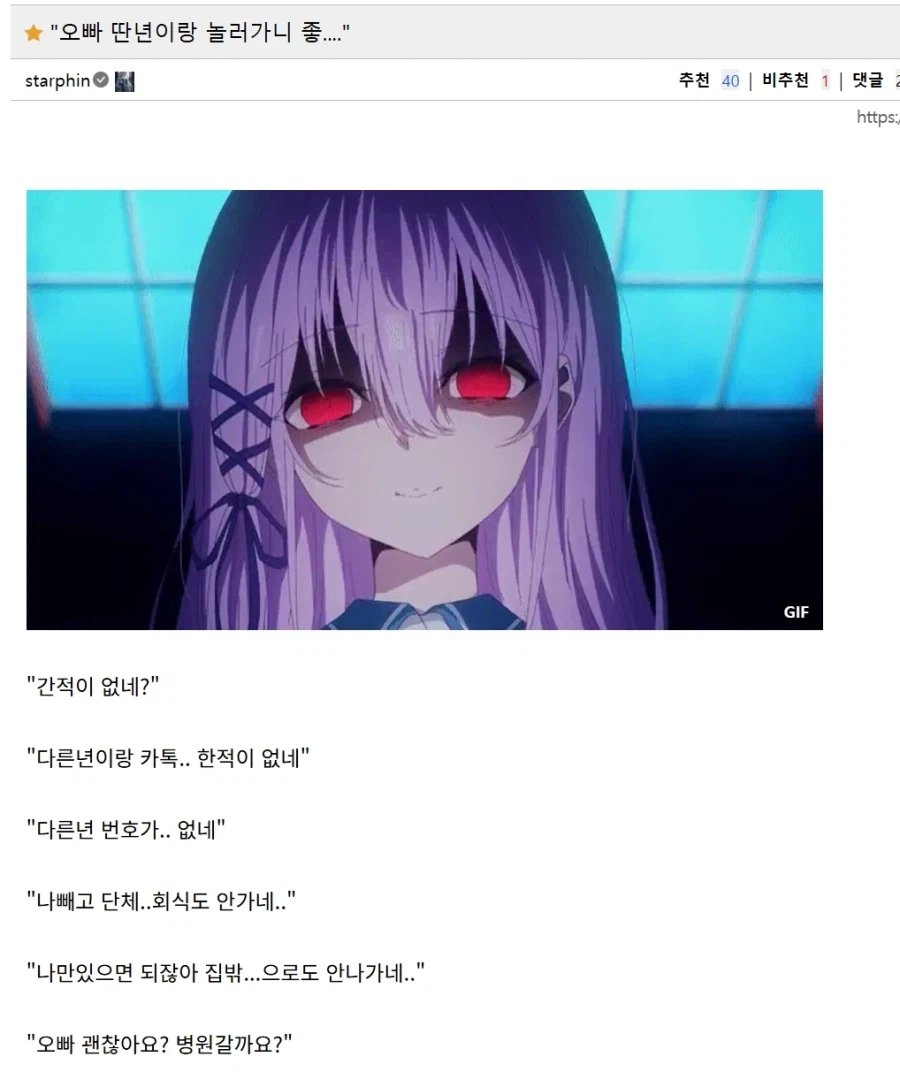 "오빠 딴년이랑 놀러가니 좋...."
starphin
추천 40 | 비추천 1 | 댓글
https:/
GIF
"간적이 없네?"
"다른년이랑 카톡.. 한적이 없네"
"다른년 번호가.. 없네"
"나빼고 단체..회식도 안가네.."
"나만있으면 되잖아 집밖...으로도 안나가네.."
"오빠 괜찮아요? 병원갈까요?"